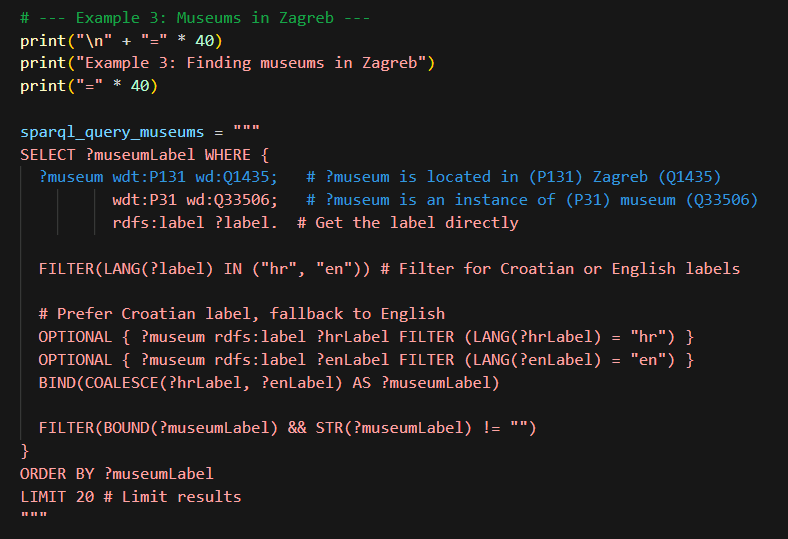 # --- Example 3: Museums in Zagreb ---
print("\n" + "=" * 40)
print("Example 3: Finding museums in Zagreb")
print("=" * 40)
sparql_query_museums = """
SELECT ?museumLabel WHERE {
?museum wdt:P131 wd:Q1435; # ?museum is located in (P131) Zagreb (Q1435)
wdt:P31 wd:Q33506; # ?museum is an instance of (P31) museum (Q33506)
rdfs:label ?label. # Get the label directly
FILTER(LANG(?label) IN ("hr", "en")) # Filter for Croatian or English labels
# Prefer Croatian label, fallback to English
OPTIONAL { ?museum rdfs:label ?hrLabel FILTER (LANG(?hrLabel) = "hr") }
OPTIONAL { ?museum rdfs:label ?enLabel FILTER (LANG(?enLabel) = "en") }
BIND(COALESCE(?hrLabel, ?enLabel) AS ?museumLabel)
FILTER(BOUND(?museumLabel) && STR(?museumLabel) != "")
}
ORDER BY ?museumLabel
LIMIT 20 # Limit results
"""